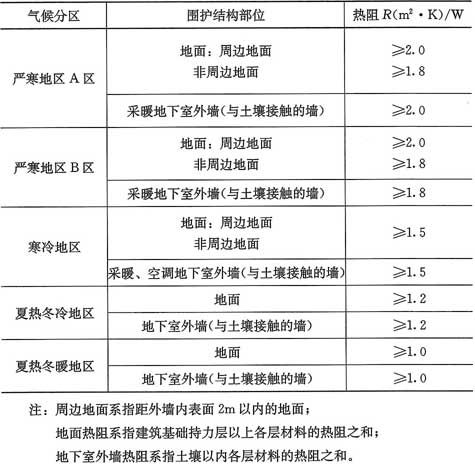 气候分区 围护结构部位 热阻 R(m²·K)/W
严寒地区 A 区
地面：周边地面 ≥2.0
非周边地面 ≥1.8
采暖地下室外墙(与土壤接触的墙) ≥2.0
严寒地区 B 区
地面：周边地面 ≥2.0
非周边地面 ≥1.8
采暖地下室外墙(与土壤接触的墙) ≥1.8
寒冷地区
地面：周边地面
非周边地面
≥1.5
采暖、空调地下室外墙(与土壤接触的墙) ≥1.5
夏热冬冷地区
地面 ≥1.2
地下室外墙(与土壤接触的墙) ≥1.2
夏热冬暖地区
地面 ≥1.0
地下室外墙(与土壤接触的墙) ≥1.0
注：周边地面系指距外墙内表面 2m 以内的地面；
地面热阻系指建筑基础持力层以上各层材料的热阻之和；
地下室外墙热阻系指土壤以内各层材料的热阻之和。